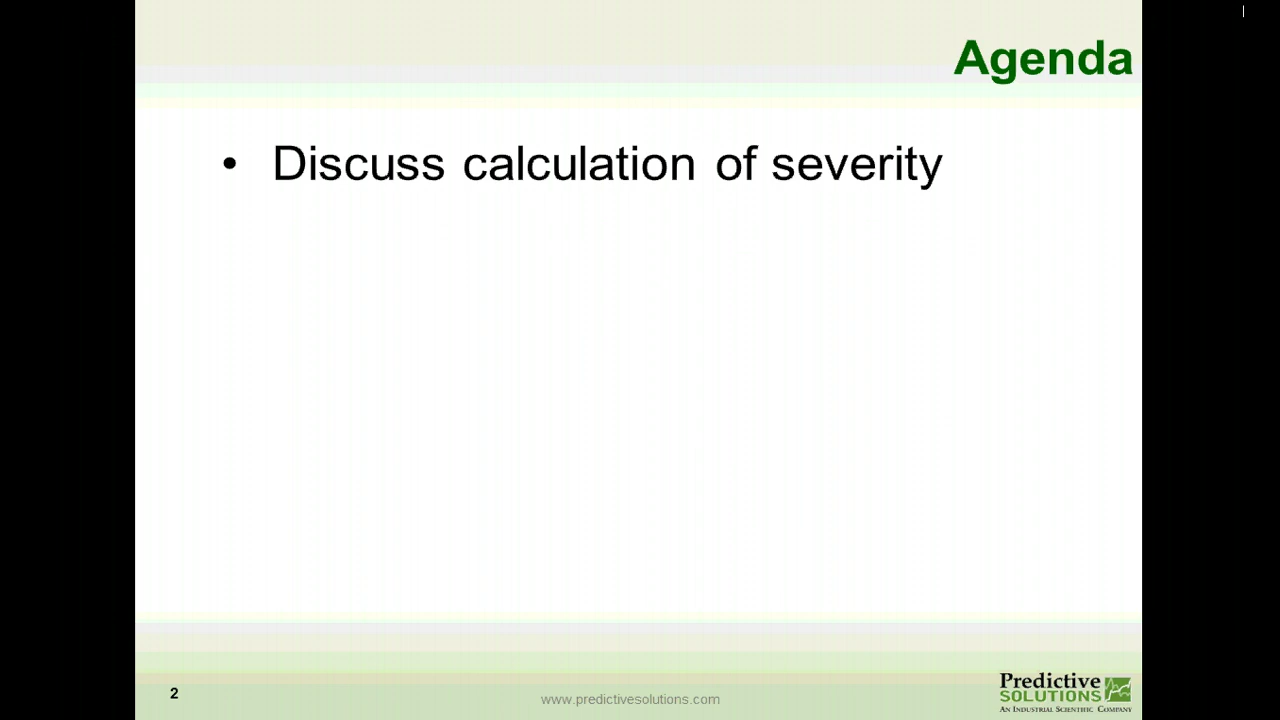 Agenda
• Discuss calculation of severity
2
www.predictivesolutions.com
Predictive
SOLUTIONS
AN INDUSTRIAL SCIENTIFIC COMPANY